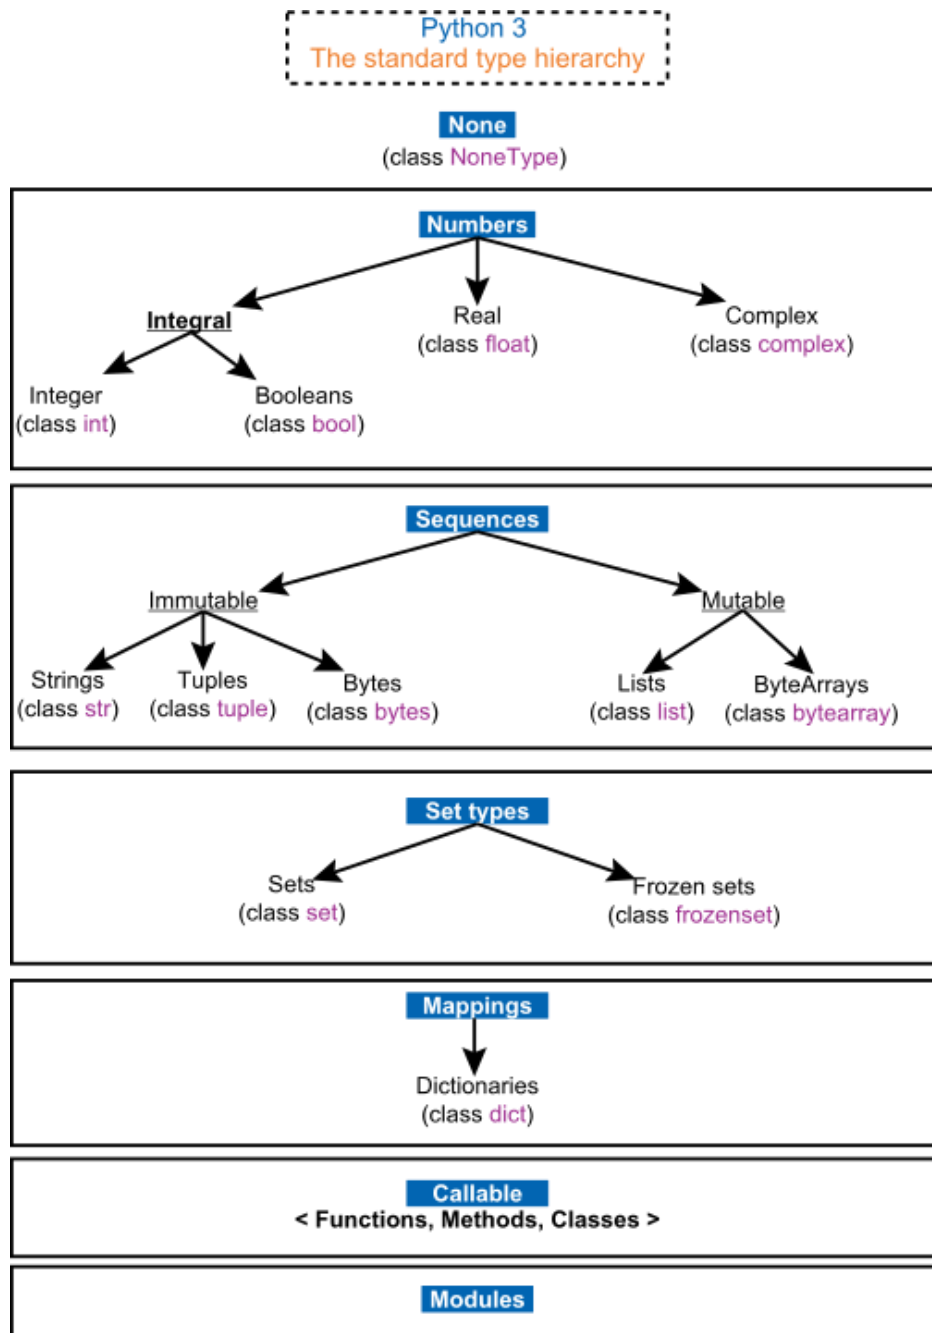 Python 3
The standard type hierarchy
None
(class NoneType)
Numbers
Integral
Real
(class float)
Complex
(class complex)
Integer
(class int)
Booleans
(class bool)
Sequences
Immutable
Mutable
Strings
(class str)
Tuples
(class tuple)
Bytes
(class bytes)
Lists
(class list)
ByteArrays
(class bytearray)
Set types
Sets
(class set)
Frozen sets
(class frozenset)
Mappings
Dictionaries
(class dict)
Callable
< Functions, Methods, Classes >
Modules